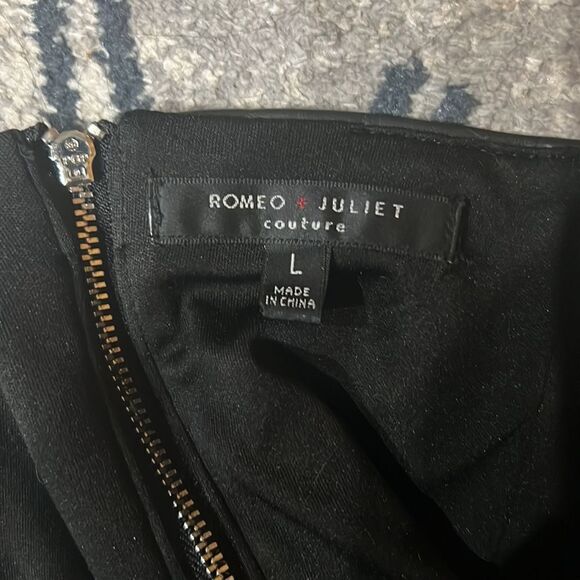 ROMEO * JULIET
couture
L
MADE
IN CHINA